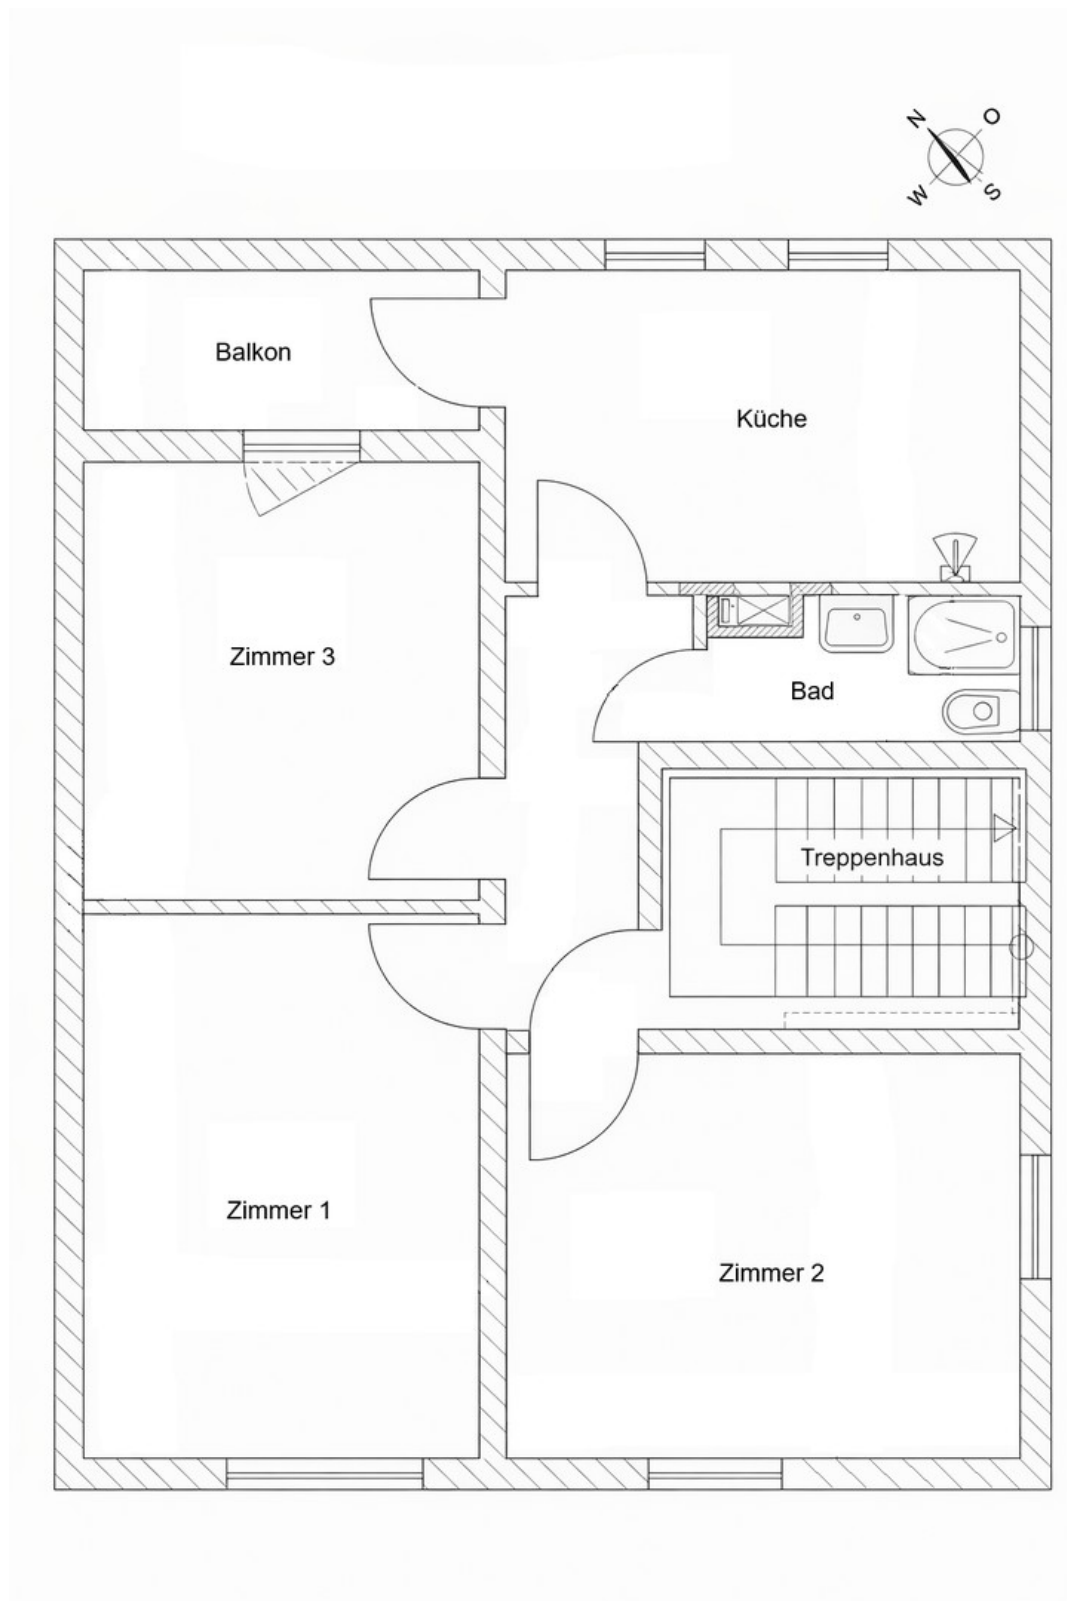 N
O
W
S
Balkon
Küche
Zimmer 3
Bad
Treppenhaus
Zimmer 1
Zimmer 2